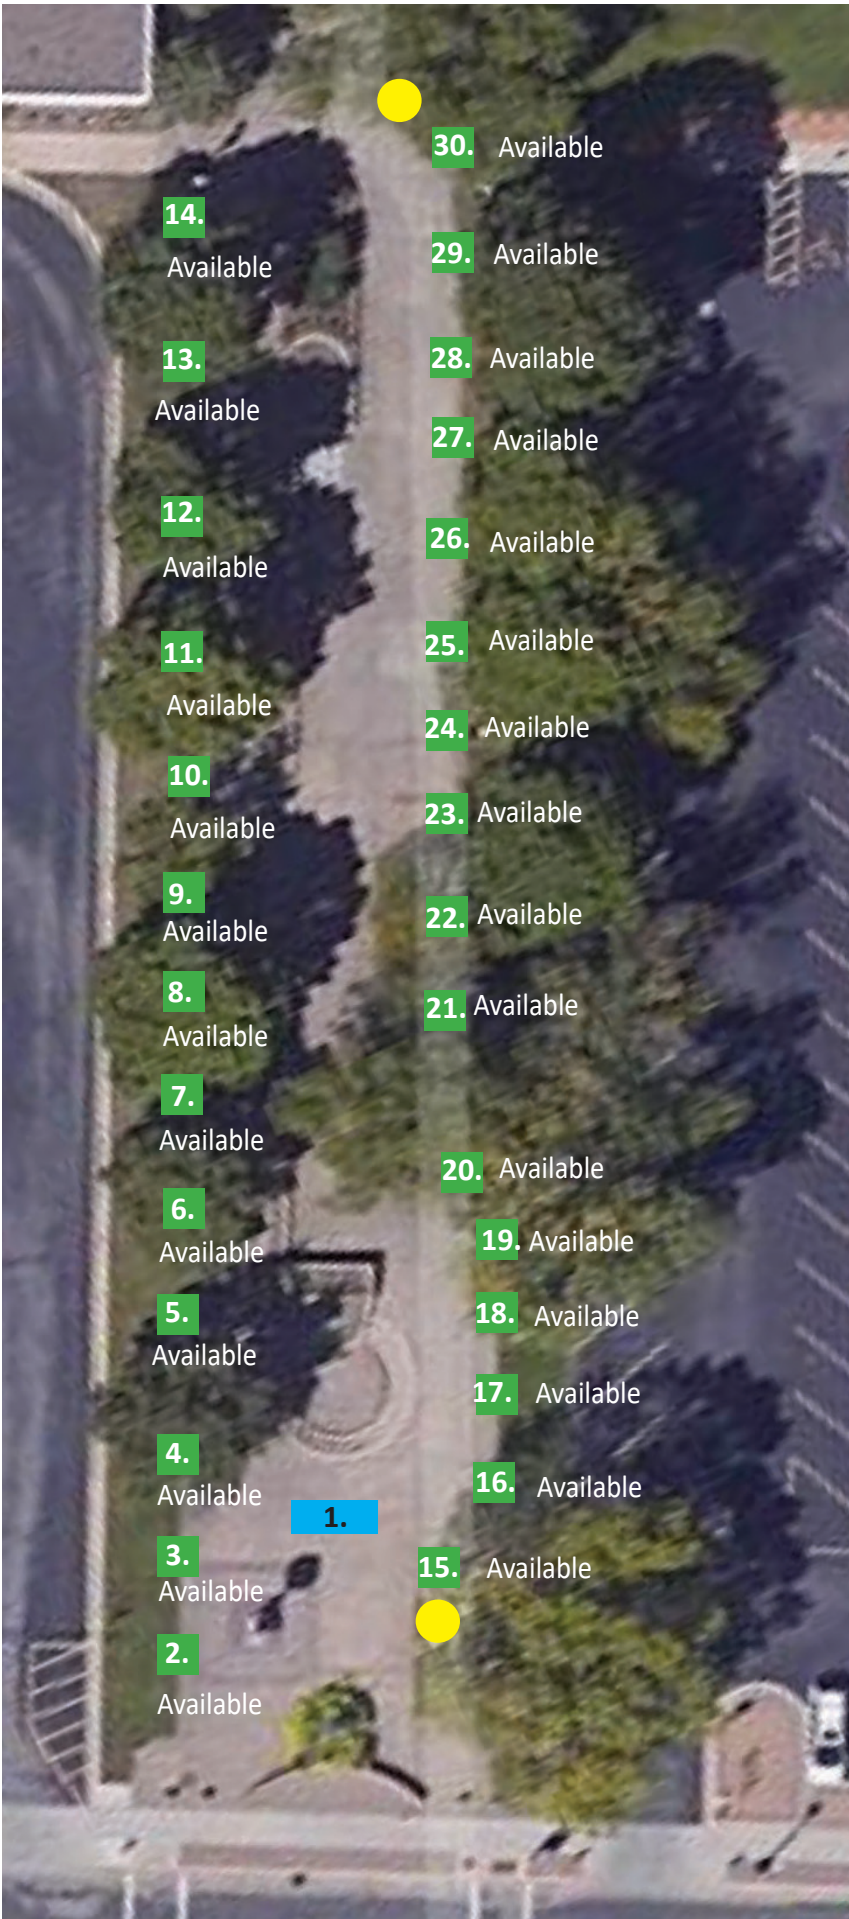 30. Available
14.
Available
29. Available
13.
Available
28. Available
27. Available
12.
Available
26. Available
11.
Available
25. Available
24. Available
10.
Available
23. Available
9.
Available
22. Available
8.
Available
21. Available
7.
Available
20. Available
6.
Available
19. Available
5.
Available
18. Available
17. Available
4.
Available
16. Available
1.
3.
Available
15. Available
2.
Available